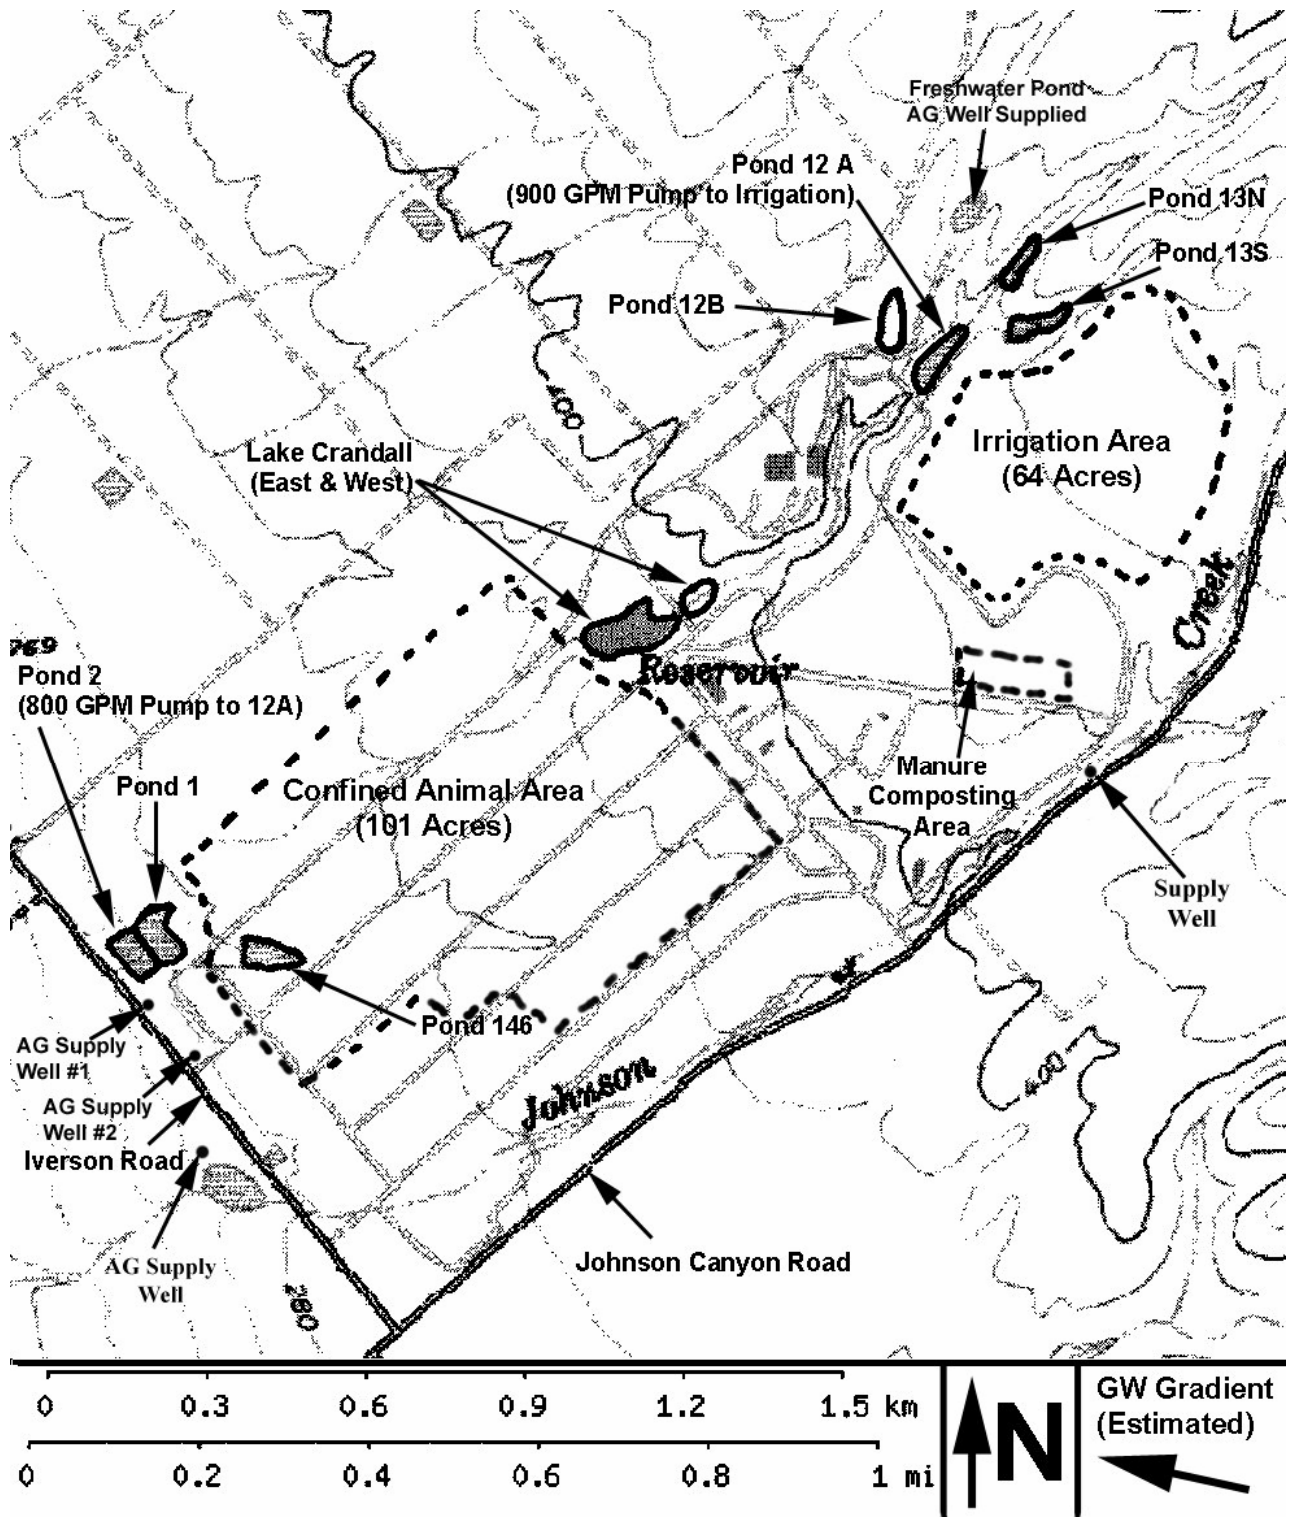 Freshwater Pond
AG Well Supplied
Pond 12 A
(900 GPM Pump to Irrigation)
Pond 13N
Pond 13S
Pond 12B
400
Lake Crandall
(East & West)
Irrigation Area
(64 Acres)
Creek
769
Reservoir
Pond 2
(800 GPM Pump to 12A)
Pond 1
Confined Animal Area
(101 Acres)
Manure
Composting
Area
Supply
Well
Pond 146
AG Supply
Well #1
AG Supply
Well #2
Iverson Road
Johnson
400
AG Supply
Well
Johnson Canyon Road
280
0 0.3 0.6 0.9 1.2 1.5 km
0 0.2 0.4 0.6 0.8 1 mi
N
GW Gradient
(Estimated)